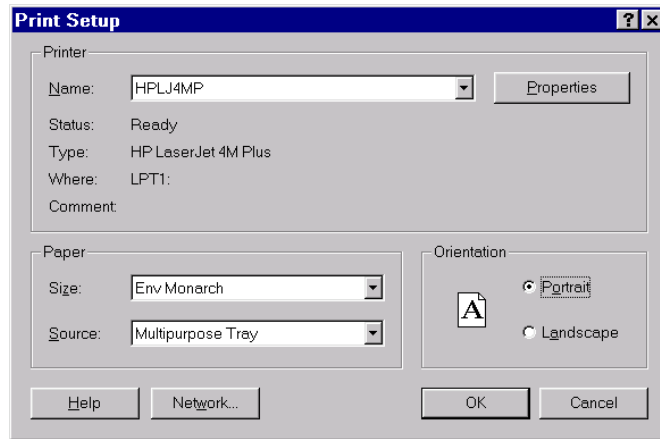 Print Setup ? x
Printer
Name: HPLJ4MP Properties
Status: Ready
Type: HP LaserJet 4M Plus
Where: LPT1:
Comment
Paper
Size: Env Monarch
Source: Multipurpose Tray
Orientation
A
Portrait
Landscape
Help Network... OK Cancel